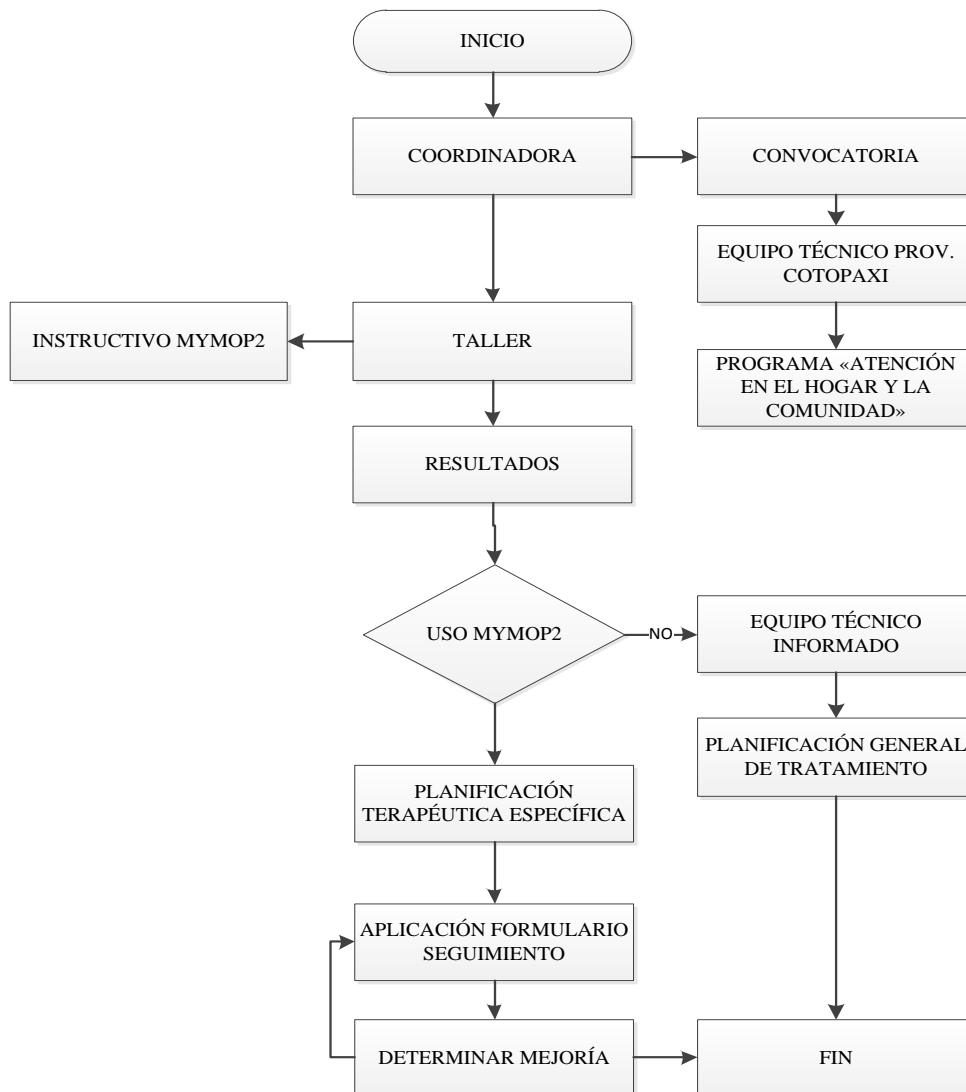 INICIO
COORDINADORA
CONVOCATORIA
EQUIPO TÉCNICO PROV.
COTOPAXI
INSTRUCTIVO MYMOP2
TALLER
PROGRAMA «ATENCIÓN
EN EL HOGAR Y LA
COMUNIDAD»
RESULTADOS
USO MYMOP2
NO
EQUIPO TÉCNICO
INFORMADO
PLANIFICACIÓN GENERAL
DE TRATAMIENTO
PLANIFICACIÓN
TERAPÉUTICA ESPECÍFICA
APLICACIÓN FORMULARIO
SEGUIMIENTO
DETERMINAR MEJORÍA
FIN